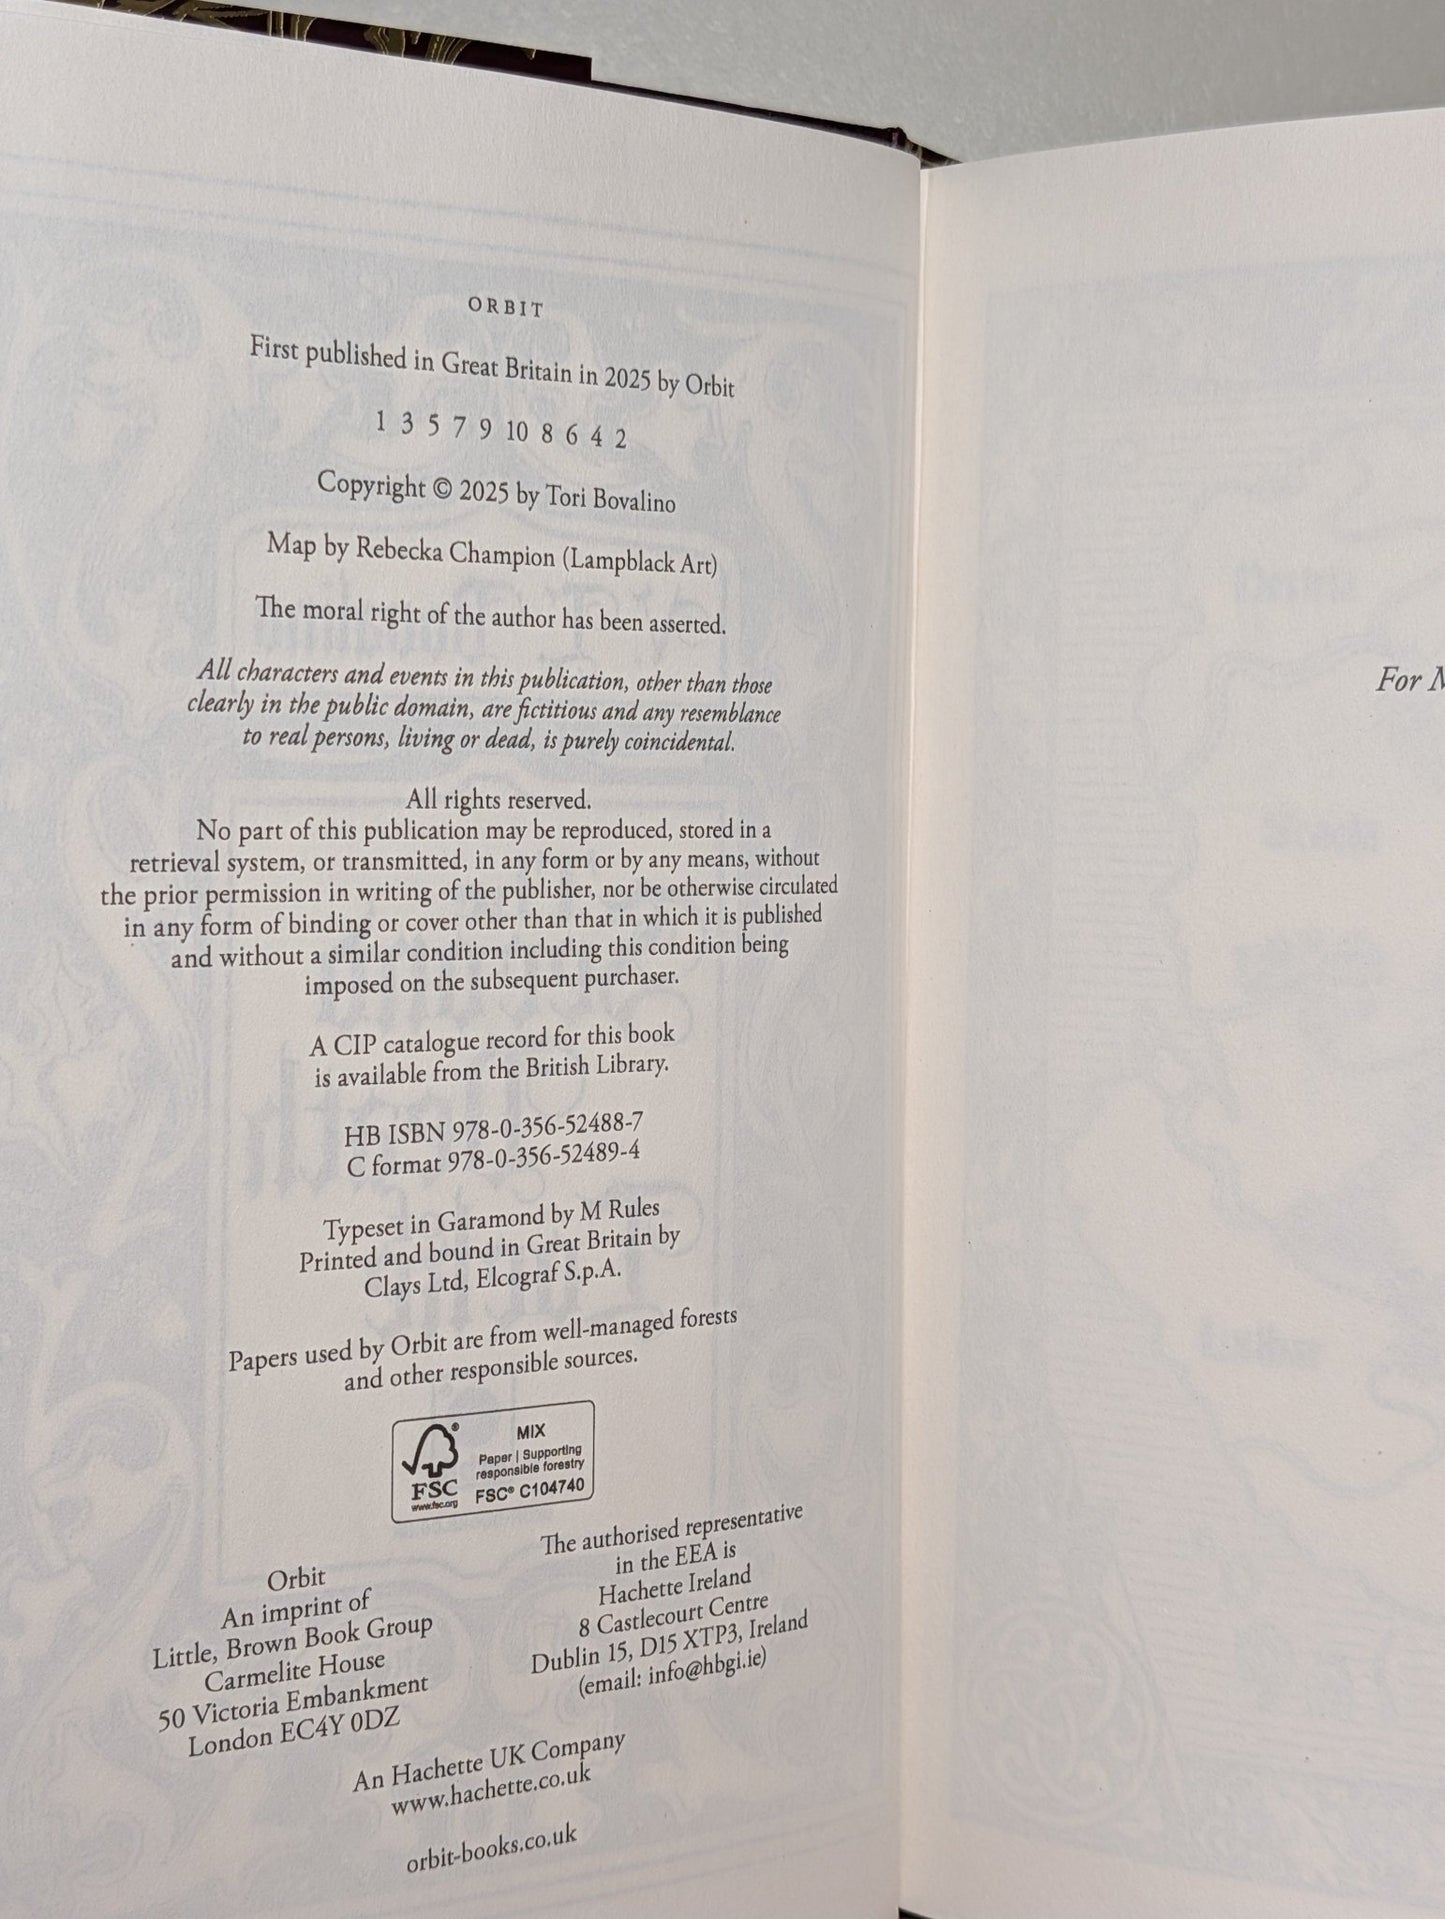 ORBIT
First published in Great Britain in 2025 by Orbit
1 3 5 7 9 10 8 6 4 2
Copyright © 2025 by Tori Bovalino
Map by Rebecka Champion (Lampblack Art)
The moral right of the author has been asserted.
All characters and events in this publication, other than those
clearly in the public domain, are fictitious and any resemblance
to real persons, living or dead, is purely coincidental.
All rights reserved.
No part of this publication may be reproduced, stored in a
retrieval system, or transmitted, in any form or by any means, without
the prior permission in writing of the publisher, nor be otherwise circulated
in any form of binding or cover other than that in which it is published
and without a similar condition including this condition being
imposed on the subsequent purchaser.
A CIP catalogue record for this book
is available from the British Library.
HB ISBN 978-0-356-52488-7
C format 978-0-356-52489-4
Typeset in Garamond by M Rules
Printed and bound in Great Britain by
Clays Ltd, Elcograf S.p.A.
Papers used by Orbit are from well-managed forests
and other responsible sources.
FSC
www.fsc.org
MIX
Paper | Supporting
responsible forestry
FSC® C104740
Orbit
An imprint of
Little, Brown Book Group
Carmelite House
50 Victoria Embankment
London EC4Y 0DZ
The authorised representative
in the EEA is
Hachette Ireland
8 Castlecourt Centre
Dublin 15, D15 XTP3, Ireland
(email: info@hbgi.ie)
An Hachette UK Company
www.hachette.co.uk
orbit-books.co.uk
For